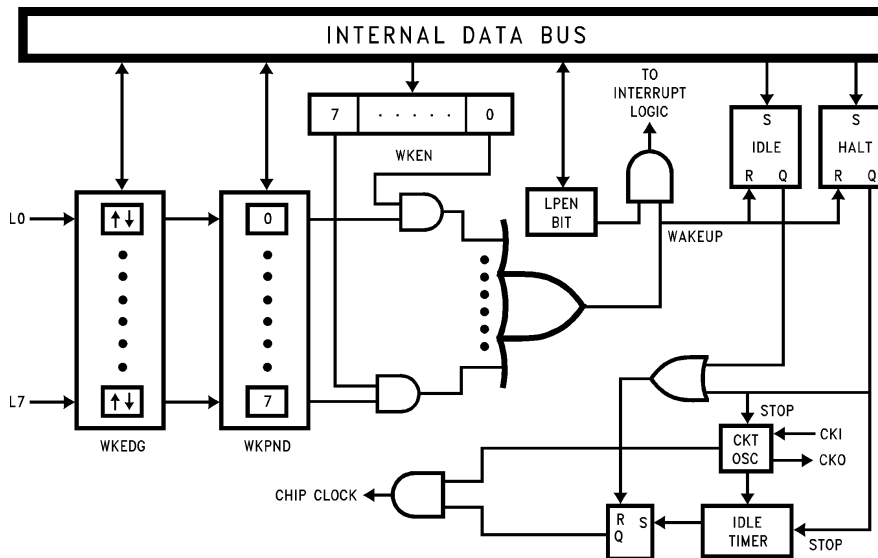 INTERNAL DATA BUS
TO
INTERRUPT
LOGIC
7 . . . . . 0
WKEN
S
IDLE
R Q
S
HALT
R Q
LPEN
BIT
WAKEUP
L0
↑↓
0
L7
↑↓
7
WKEDG
WKPND
STOP
CKT
OSC
CKI
CKO
CHIP CLOCK
R S
Q
IDLE
TIMER
STOP